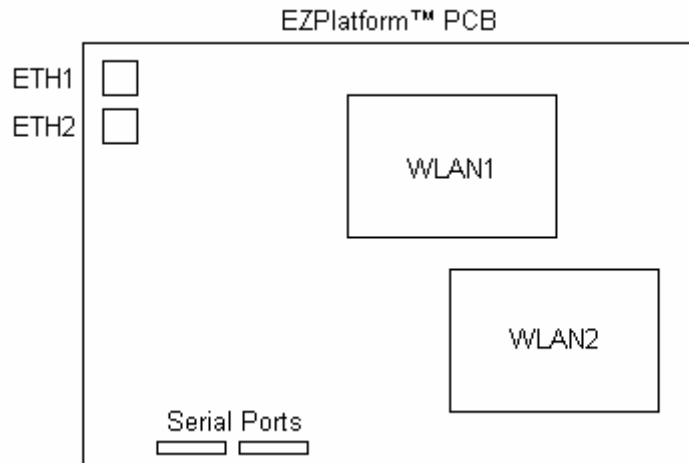 EZPlatform™ PCB
ETH1
ETH2
WLAN1
WLAN2
Serial Ports